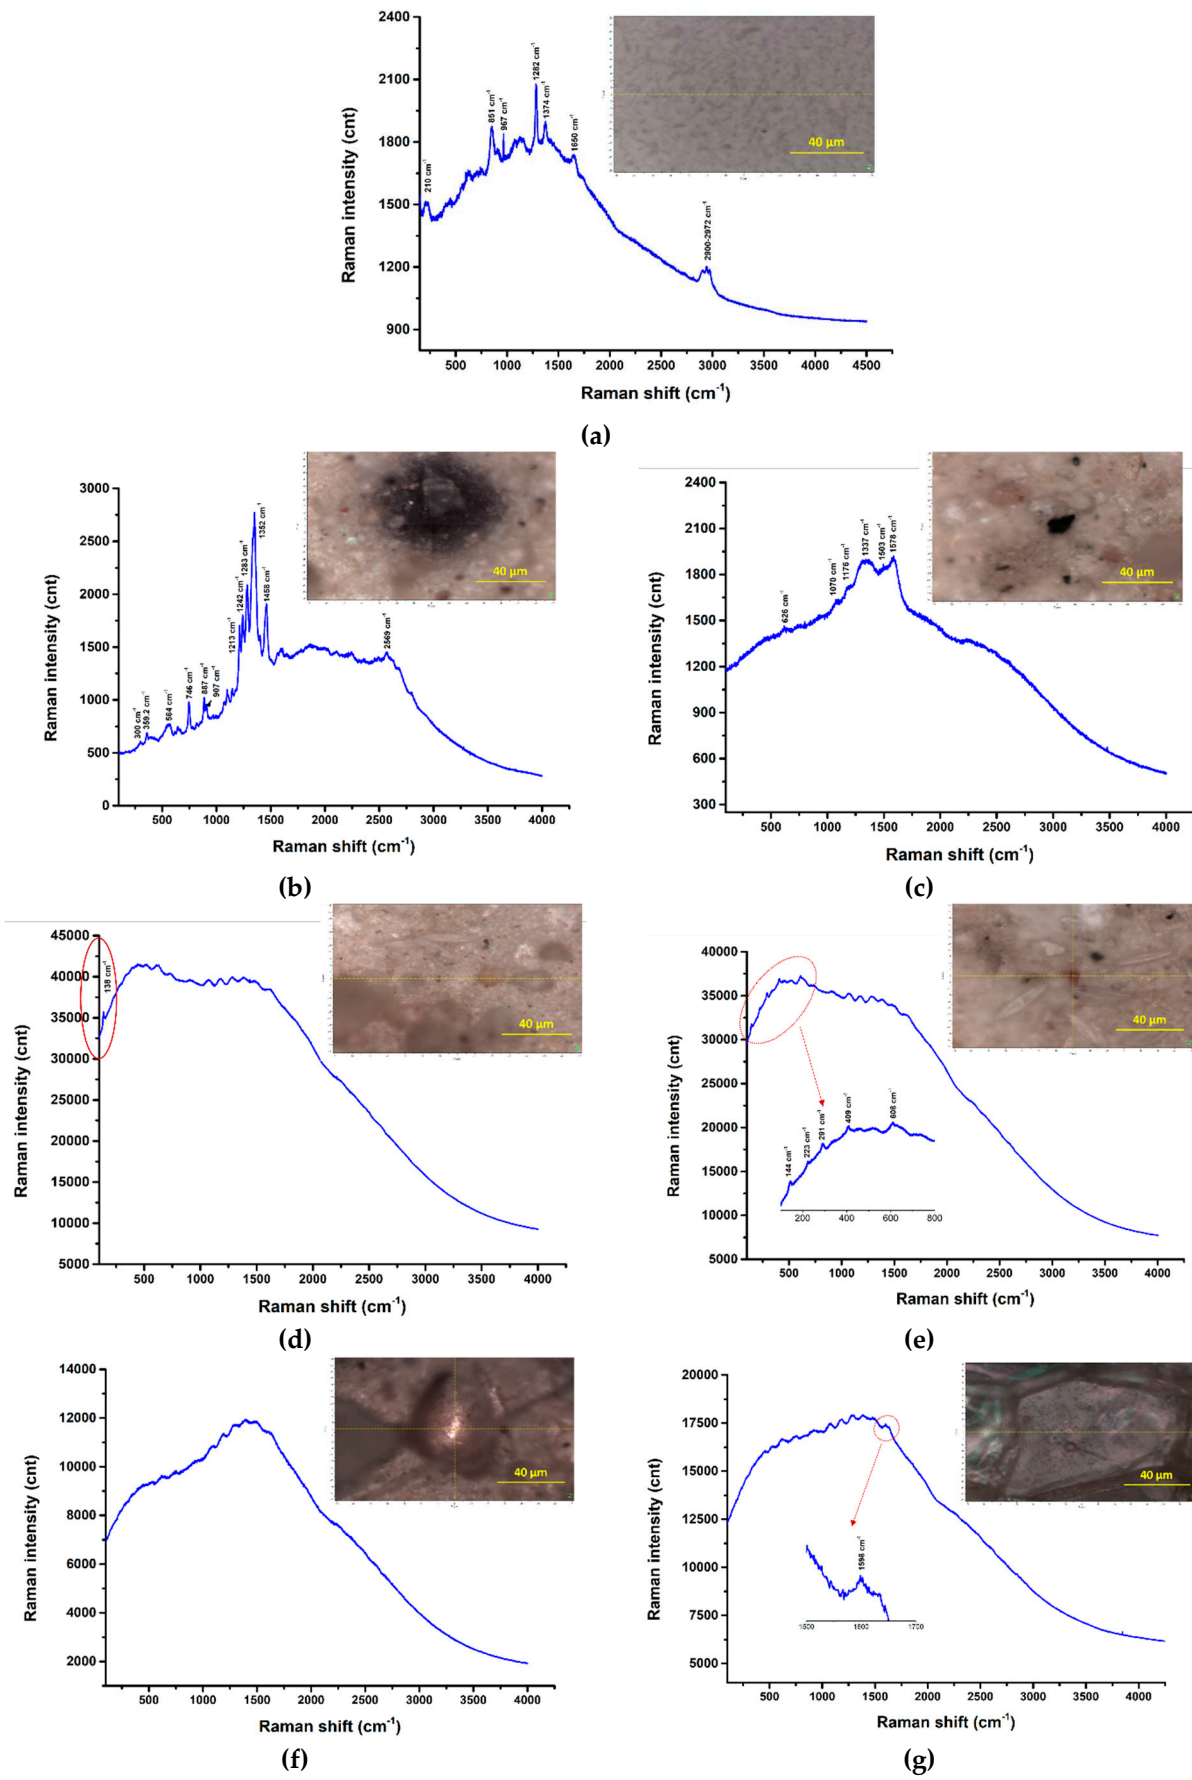 2400
2100
1800
1500
1200
900
Raman intensity (cnt)
210 cm-1
851 cm-1
967 cm-1
1282 cm-1
1374 cm-1
1650 cm-1
2900-2972 cm-1
40 µm
500 1000 1500 2000 2500 3000 3500 4000 4500
Raman shift (cm-1)
(a)
3000
2500
2000
1500
1000
500
0
Raman intensity (cnt)
300 cm-1
359.2 cm-1
564 cm-1
746 cm-1
887 cm-1
907 cm-1
1213 cm-1
1242 cm-1
1283 cm-1
1352 cm-1
1458 cm-1
2569 cm-1
40 µm
500 1000 1500 2000 2500 3000 3500 4000
Raman shift (cm-1)
(b)
2400
2100
1800
1500
1200
900
600
300
Raman intensity (cnt)
626 cm-1
1070 cm-1
1176 cm-1
1337 cm-1
1503 cm-1
1578 cm-1
40 µm
500 1000 1500 2000 2500 3000 3500 4000
Raman shift (cm-1)
(c)
45000
40000
35000
30000
25000
20000
15000
10000
5000
Raman intensity (cnt)
138 cm-1
40 µm
500 1000 1500 2000 2500 3000 3500 4000
Raman shift (cm-1)
(d)
40000
35000
30000
25000
20000
15000
10000
5000
Raman intensity (cnt)
144 cm-1
223 cm-1
291 cm-1
409 cm-1
608 cm-1
200 400 600 800
40 µm
500 1000 1500 2000 2500 3000 3500 4000
Raman shift (cm-1)
(e)
14000
12000
10000
8000
6000
4000
2000
Raman intensity (cnt)
40 µm
500 1000 1500 2000 2500 3000 3500 4000
Raman shift (cm-1)
(f)
20000
17500
15000
12500
10000
7500
5000
Raman intensity (cnt)
1598 cm-1
1500 1600 1700
40 µm
500 1000 1500 2000 2500 3000 3500 4000
Raman shift (cm-1)
(g)